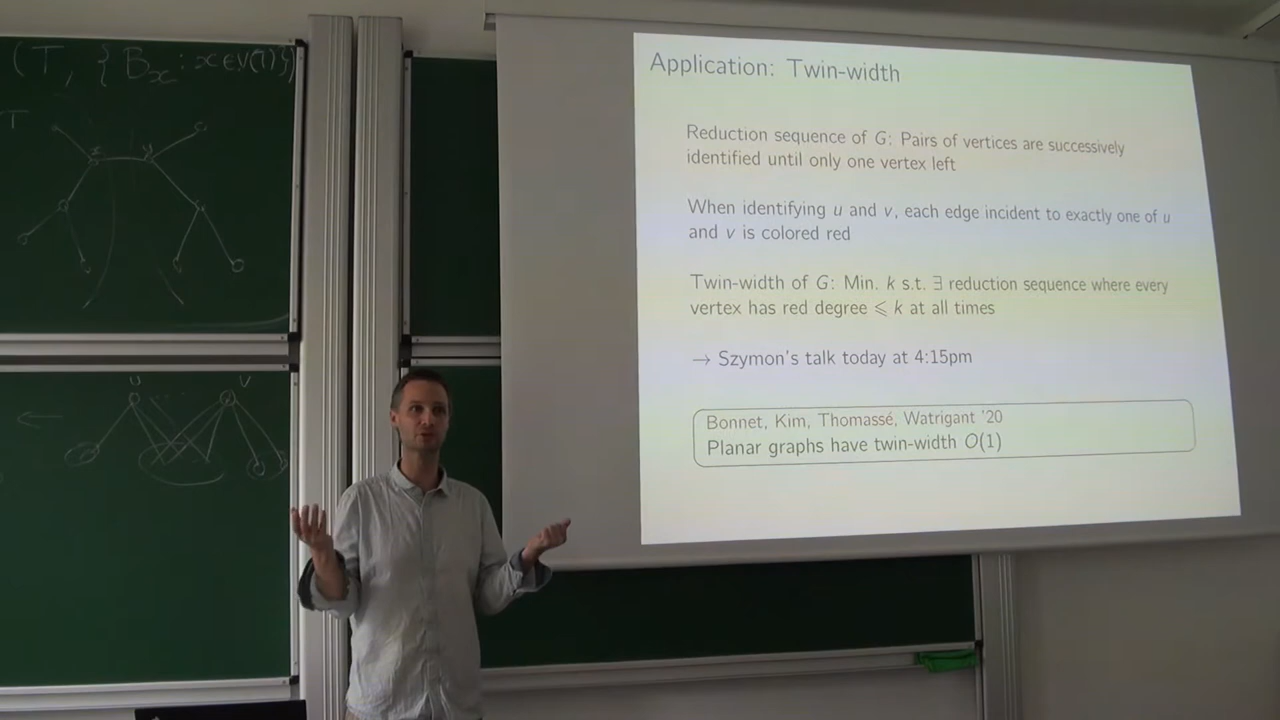 (T, { B_x : x ∈ V(T) })
T
x y
u v
Application: Twin-width
Reduction sequence of G: Pairs of vertices are successively
identified until only one vertex left
When identifying u and v, each edge incident to exactly one of u
and v is colored red
Twin-width of G: Min. k s.t. ∃ reduction sequence where every
vertex has red degree ⩽ k at all times
→ Szymon's talk today at 4:15pm
Bonnet, Kim, Thomassé, Watrigant '20
Planar graphs have twin-width O(1)